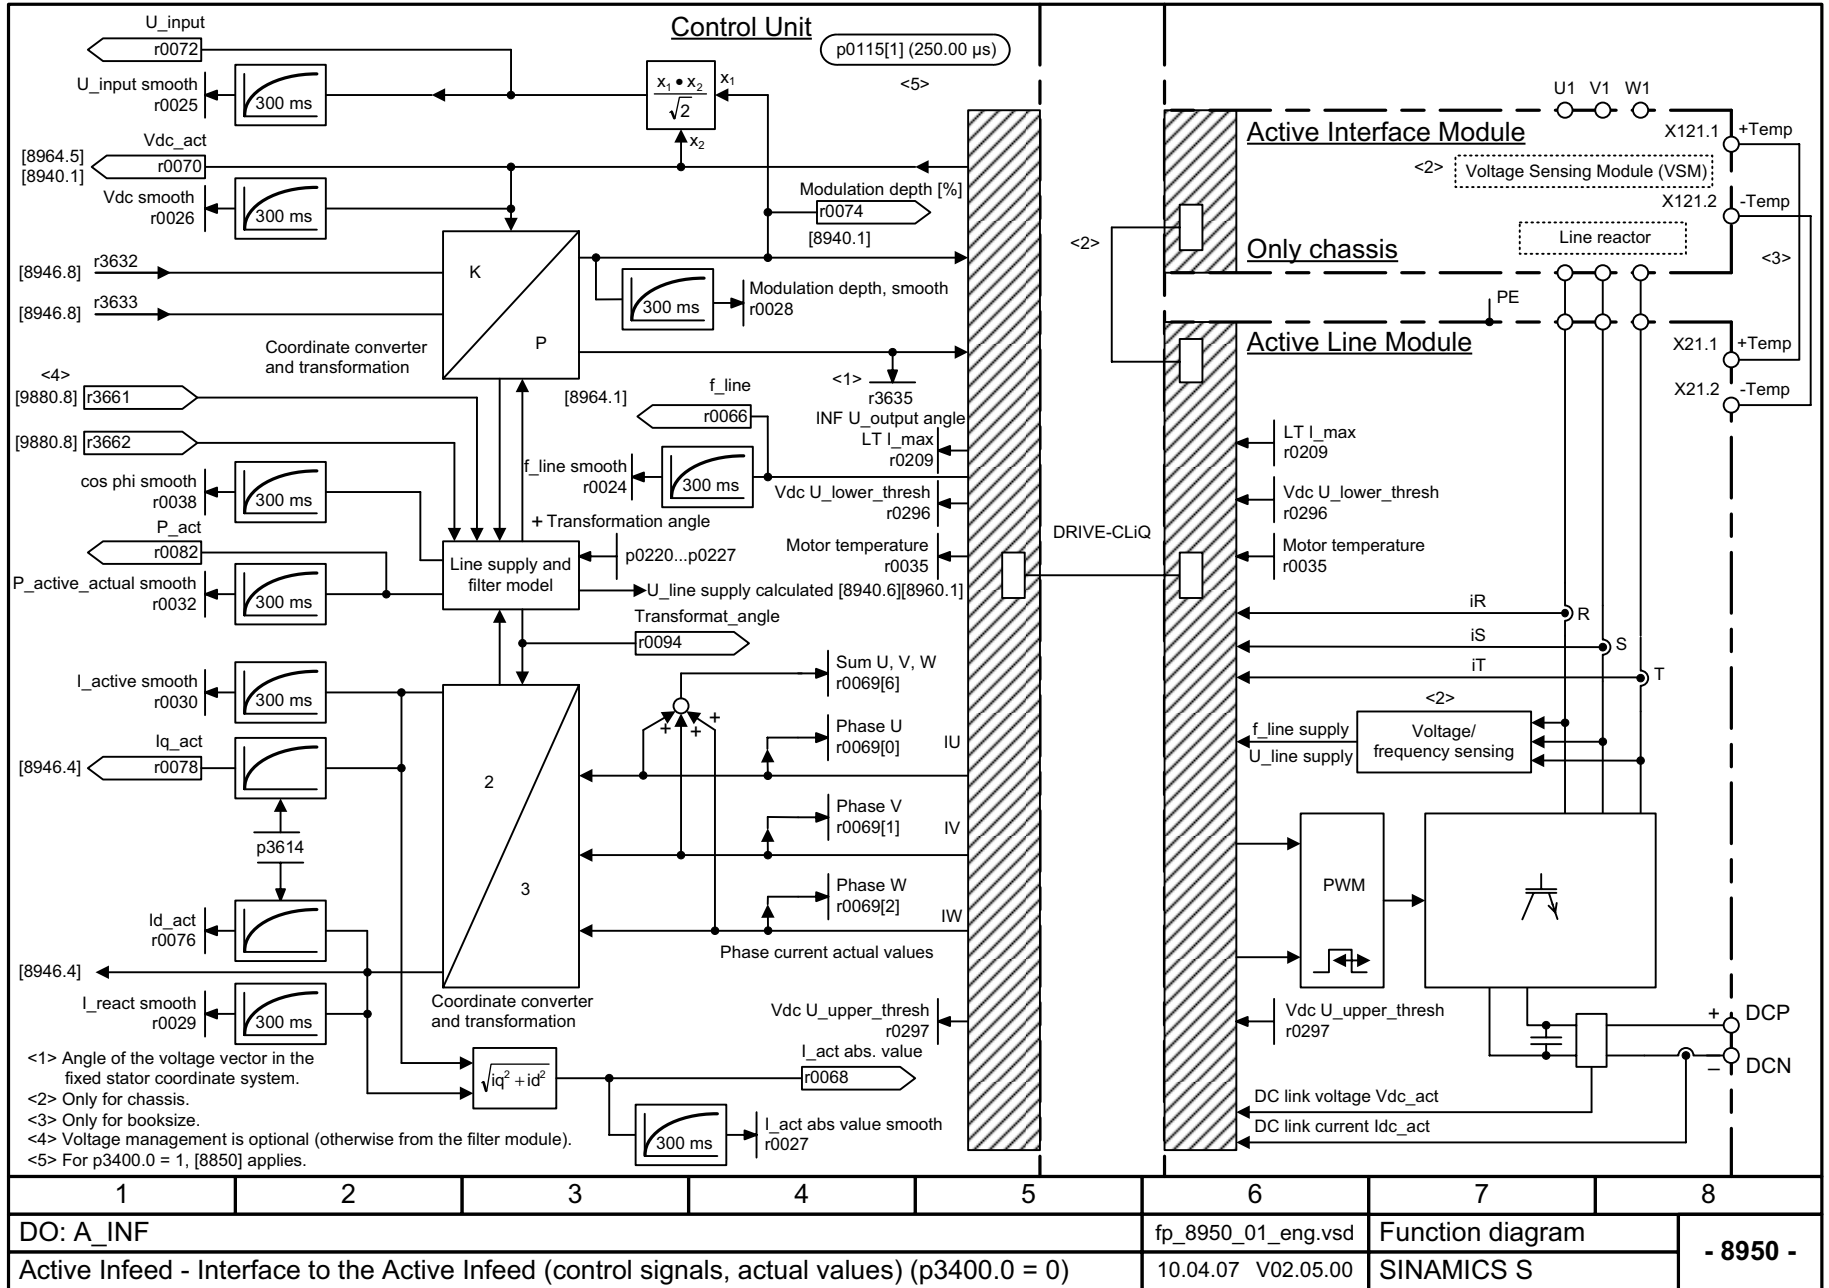 Control Unit
p0115[1] (250.00 µs)
<5>
U_input
r0072
U_input smooth
r0025
300 ms
x1 • x2
√2
x1
x2
Vdc_act
[8964.5]
[8940.1]
r0070
Vdc smooth
r0026
300 ms
Modulation depth [%]
r0074
[8940.1]
[8946.8]
r3632
[8946.8]
r3633
K
P
300 ms
Modulation depth, smooth
r0028
Coordinate converter
and transformation
<4>
[9880.8]
r3661
[9880.8]
r3662
[8964.1]
f_line
r0066
<1>
r3635
INF U_output angle
LT I_max
r0209
f_line smooth
r0024
300 ms
cos phi smooth
r0038
300 ms
Vdc U_lower_thresh
r0296
P_act
r0082
+ Transformation angle
p0220...p0227
Motor temperature
r0035
Line supply and
filter model
P_active_actual smooth
r0032
300 ms
U_line supply calculated [8940.6][8960.1]
Transformat_angle
r0094
I_active smooth
r0030
300 ms
Sum U, V, W
r0069[6]
+
+
+
Iq_act
[8946.4]
r0078
Phase U
r0069[0]
IU
2
3
p3614
Phase V
r0069[1]
IV
Phase W
r0069[2]
IW
Id_act
r0076
Phase current actual values
[8946.4]
I_react smooth
r0029
300 ms
Coordinate converter
and transformation
Vdc U_upper_thresh
r0297
√iq² + id²
I_act abs. value
r0068
300 ms
I_act abs value smooth
r0027
<1> Angle of the voltage vector in the
fixed stator coordinate system.
<2> Only for chassis.
<3> Only for booksize.
<4> Voltage management is optional (otherwise from the filter module).
<5> For p3400.0 = 1, [8850] applies.
DRIVE-CLiQ
<2>
U1 V1 W1
Active Interface Module
X121.1
+Temp
<2>
Voltage Sensing Module (VSM)
X121.2
-Temp
Line reactor
Only chassis
<3>
PE
Active Line Module
X21.1
+Temp
X21.2
-Temp
LT I_max
r0209
Vdc U_lower_thresh
r0296
Motor temperature
r0035
iR
R
iS
S
iT
T
<2>
f_line supply
U_line supply
Voltage/
frequency sensing
PWM
Vdc U_upper_thresh
r0297
+
DCP
–
DCN
DC link voltage Vdc_act
DC link current Idc_act
1 2 3 4 5 6 7 8
DO: A_INF
fp_8950_01_eng.vsd
Function diagram
- 8950 -
Active Infeed - Interface to the Active Infeed (control signals, actual values) (p3400.0 = 0)
10.04.07 V02.05.00
SINAMICS S